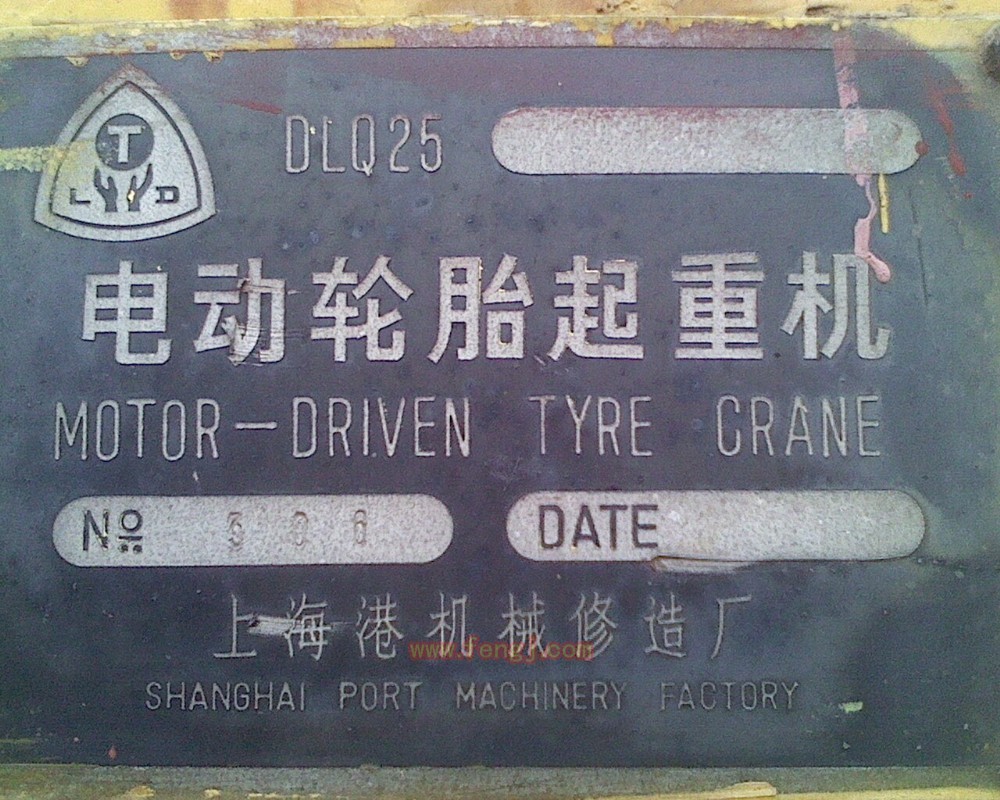 T
L D
DLQ25
电动轮胎起重机
MOTOR-DRIVEN TYRE CRANE
№ 306
DATE
上海港机械修造厂
www.fengj.com
SHANGHAI PORT MACHINERY FACTORY